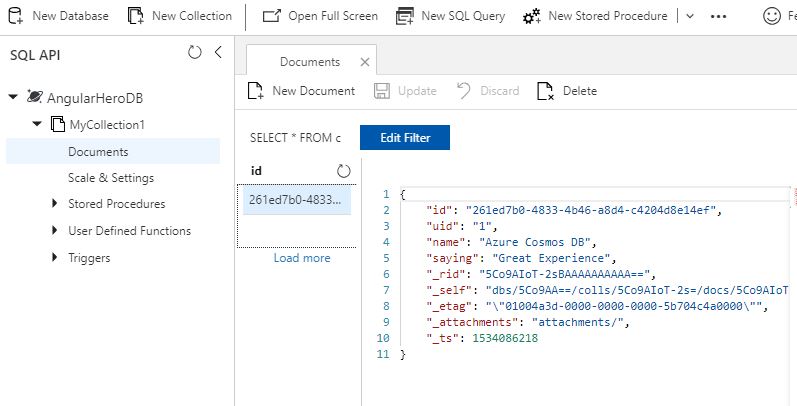 New Database New Collection Open Full Screen New SQL Query New Stored Procedure
SQL API
AngularHeroDB
MyCollection1
Documents
Scale & Settings
Stored Procedures
User Defined Functions
Triggers
Documents
New Document Update Discard Delete
SELECT * FROM c Edit Filter
id
261ed7b0-4833...
Load more
1 {
2 "id": "261ed7b0-4833-4b46-a8d4-c4204d8e14ef",
3 "uid": "1",
4 "name": "Azure Cosmos DB",
5 "saying": "Great Experience",
6 "_rid": "5Co9AIoT-2sBAAAAAAAAAA==",
7 "_self": "dbs/5Co9AA==/colls/5Co9AIoT-2s=/docs/5Co9AIoT
8 "_etag": "\"01004a3d-0000-0000-0000-5b704c4a0000\"",
9 "_attachments": "attachments/",
10 "_ts": 1534086218
11 }